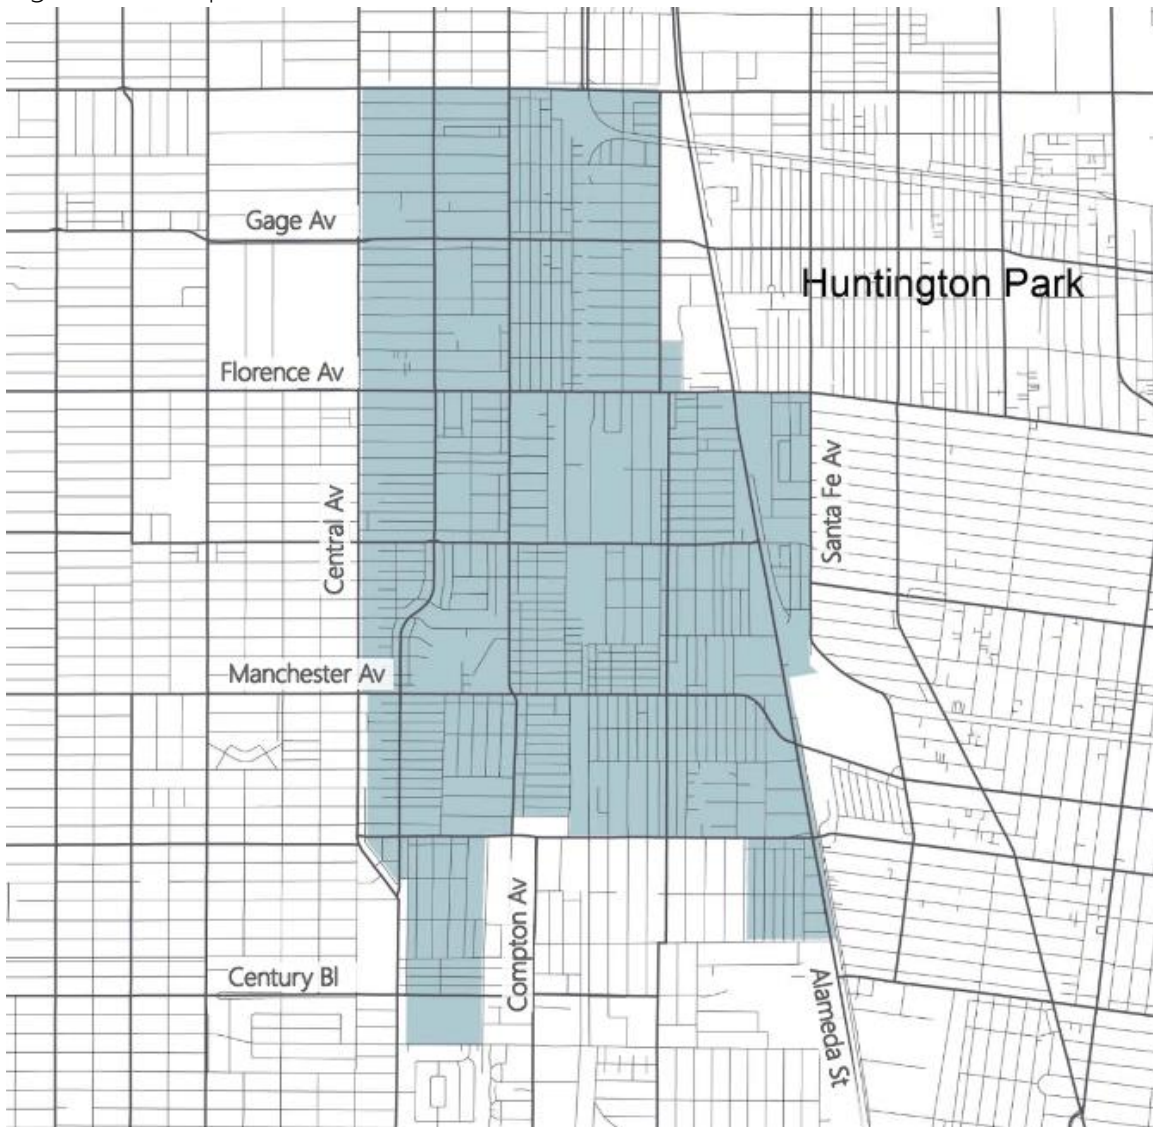 Gage Av
Huntington Park
Florence Av
Central Av
Santa Fe Av
Manchester Av
Compton Av
Century Bl
Alameda St